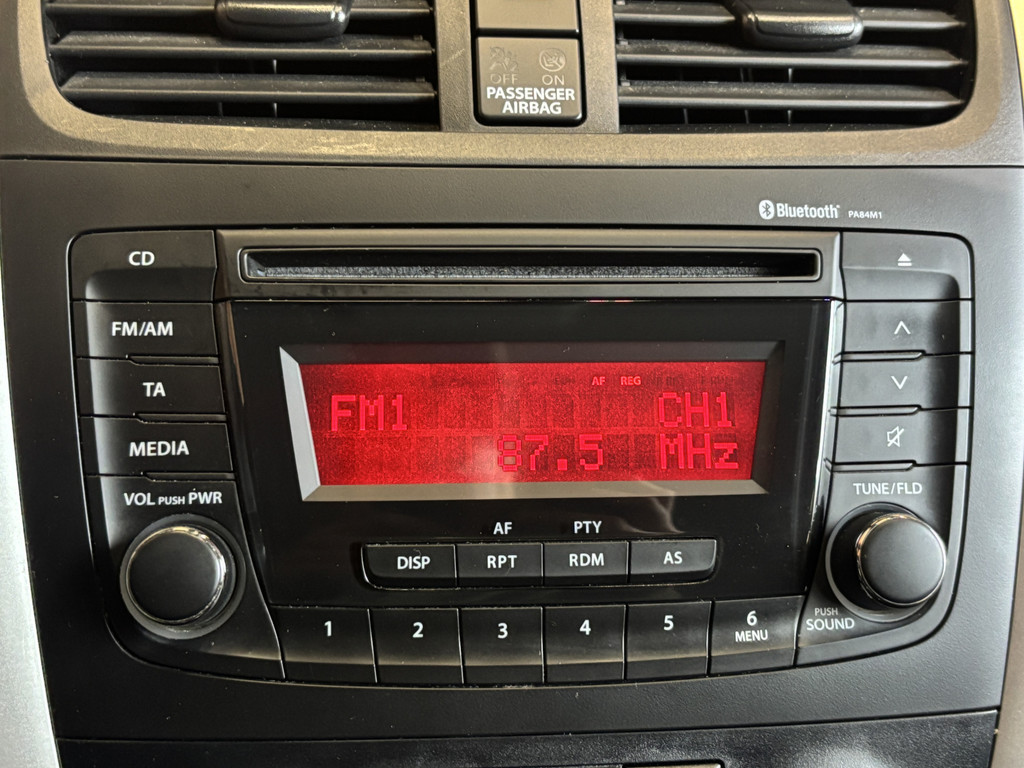 OFF ON
PASSENGER
AIRBAG
Bluetooth PA84M1
CD
FM/AM
TA
MEDIA
VOL PUSH PWR
AF REG
FM1 CH1
87.5 MHz
TUNE/FLD
AF PTY
DISP RPT RDM AS
PUSH
SOUND
1 2 3 4 5 6
MENU